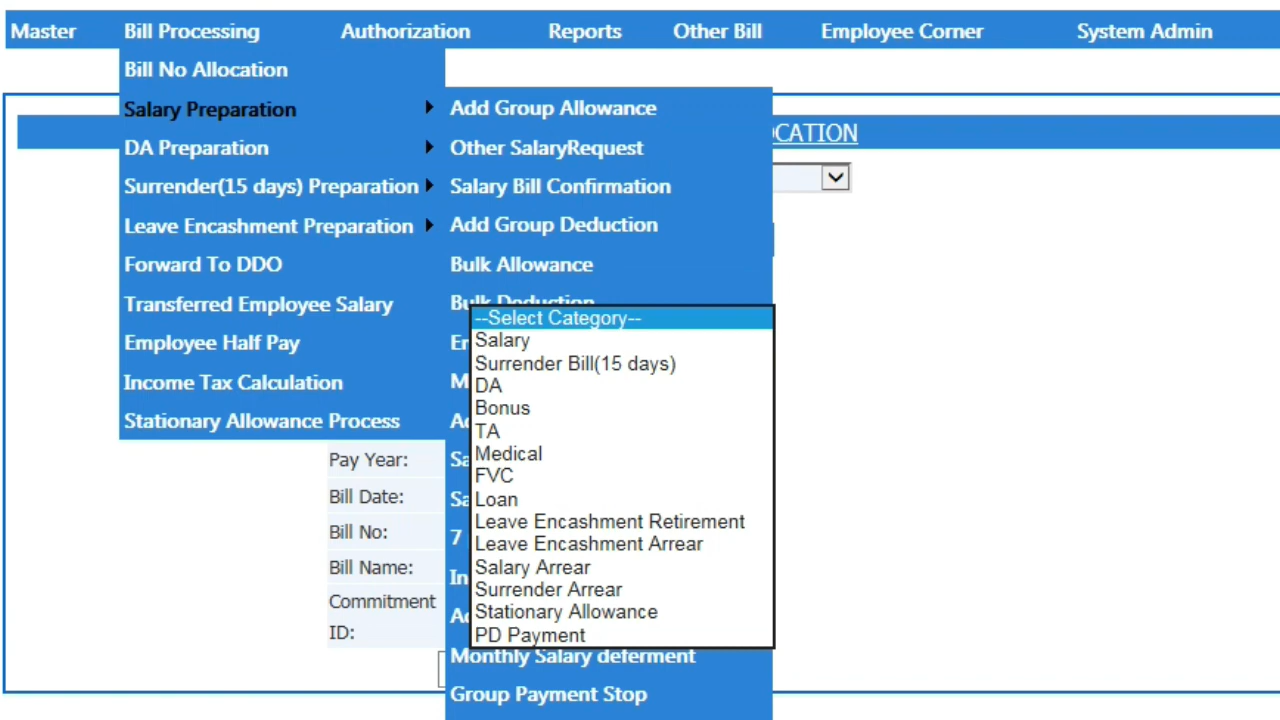 Master Bill Processing Authorization Reports Other Bill Employee Corner System Admin
Bill No Allocation
Salary Preparation
DA Preparation
Surrender(15 days) Preparation
Leave Encashment Preparation
Forward To DDO
Transferred Employee Salary
Employee Half Pay
Income Tax Calculation
Stationary Allowance Process
Add Group Allowance
Other SalaryRequest
Salary Bill Confirmation
Add Group Deduction
Bulk Allowance
Bulk Deduction
CATION
--Select Category--
Salary
Surrender Bill(15 days)
DA
Bonus
TA
Medical
FVC
Loan
Leave Encashment Retirement
Leave Encashment Arrear
Salary Arrear
Surrender Arrear
Stationary Allowance
PD Payment
Monthly Salary deferment
Group Payment Stop
Pay Year:
Bill Date:
Bill No:
Bill Name:
Commitment
ID:
7